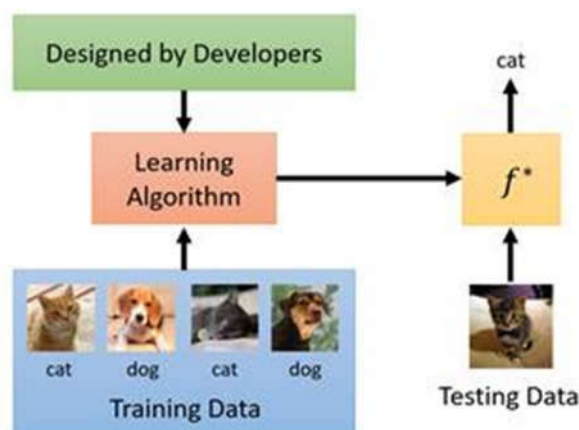 Designed by Developers
cat
Learning
Algorithm
f*
cat dog cat dog
Training Data
Testing Data